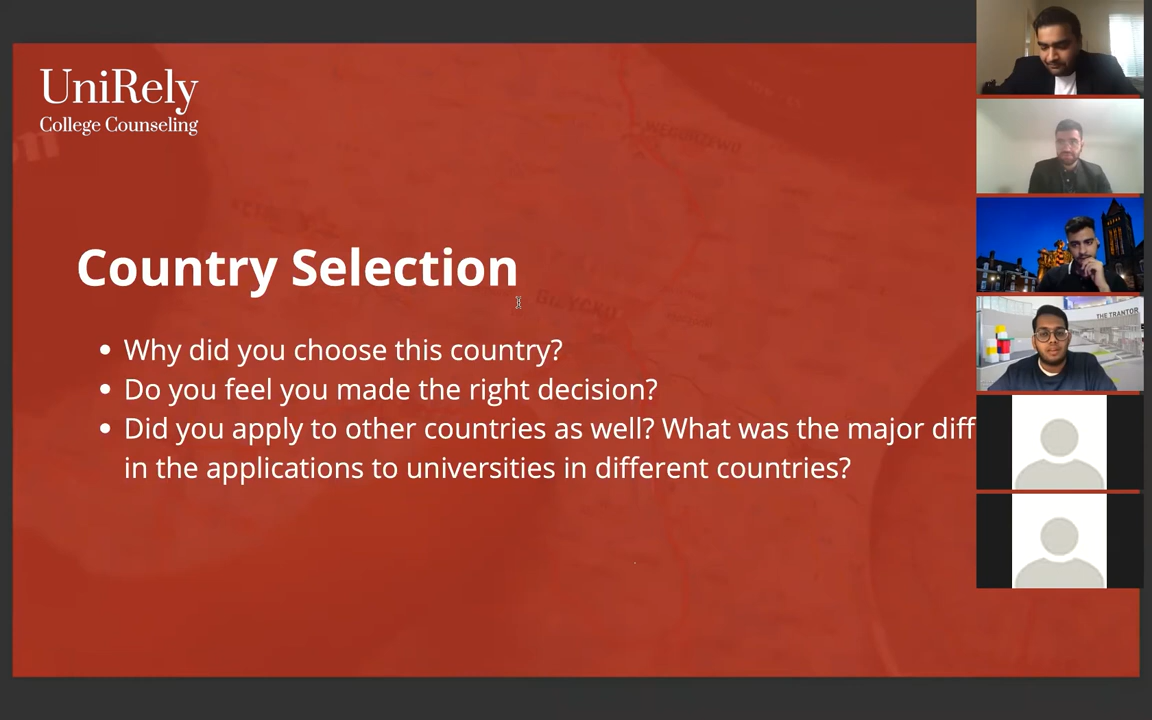 UniRely
College Counseling
Country Selection
• Why did you choose this country?
• Do you feel you made the right decision?
• Did you apply to other countries as well? What was the major diff
in the applications to universities in different countries?
THE TRANTOR
WĘGORZEWO